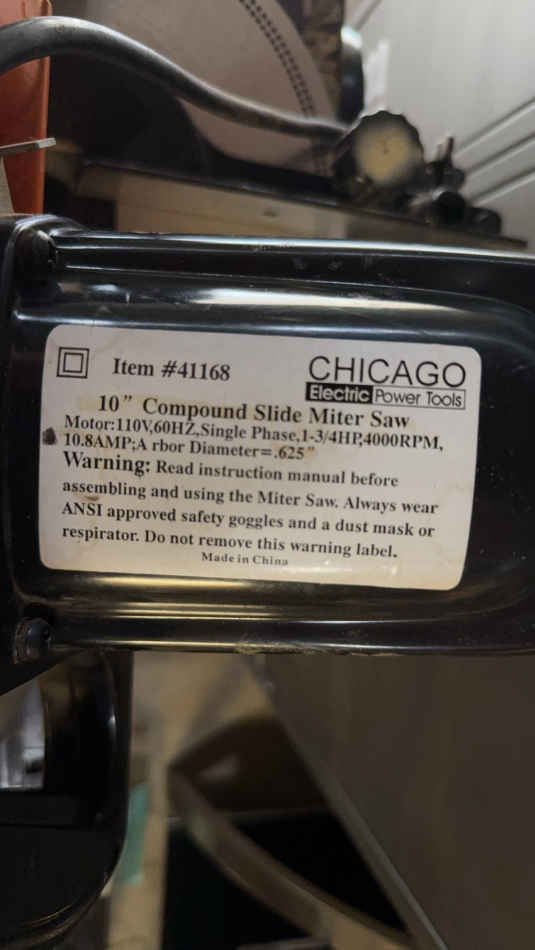 Item #41168
CHICAGO
Electric Power Tools
10” Compound Slide Miter Saw
Motor:110V,60HZ,Single Phase,1-3/4HP,4000RPM,
10.8AMP;A rbor Diameter=.625"
Warning: Read instruction manual before
assembling and using the Miter Saw. Always wear
ANSI approved safety goggles and a dust mask or
respirator. Do not remove this warning label.
Made in China